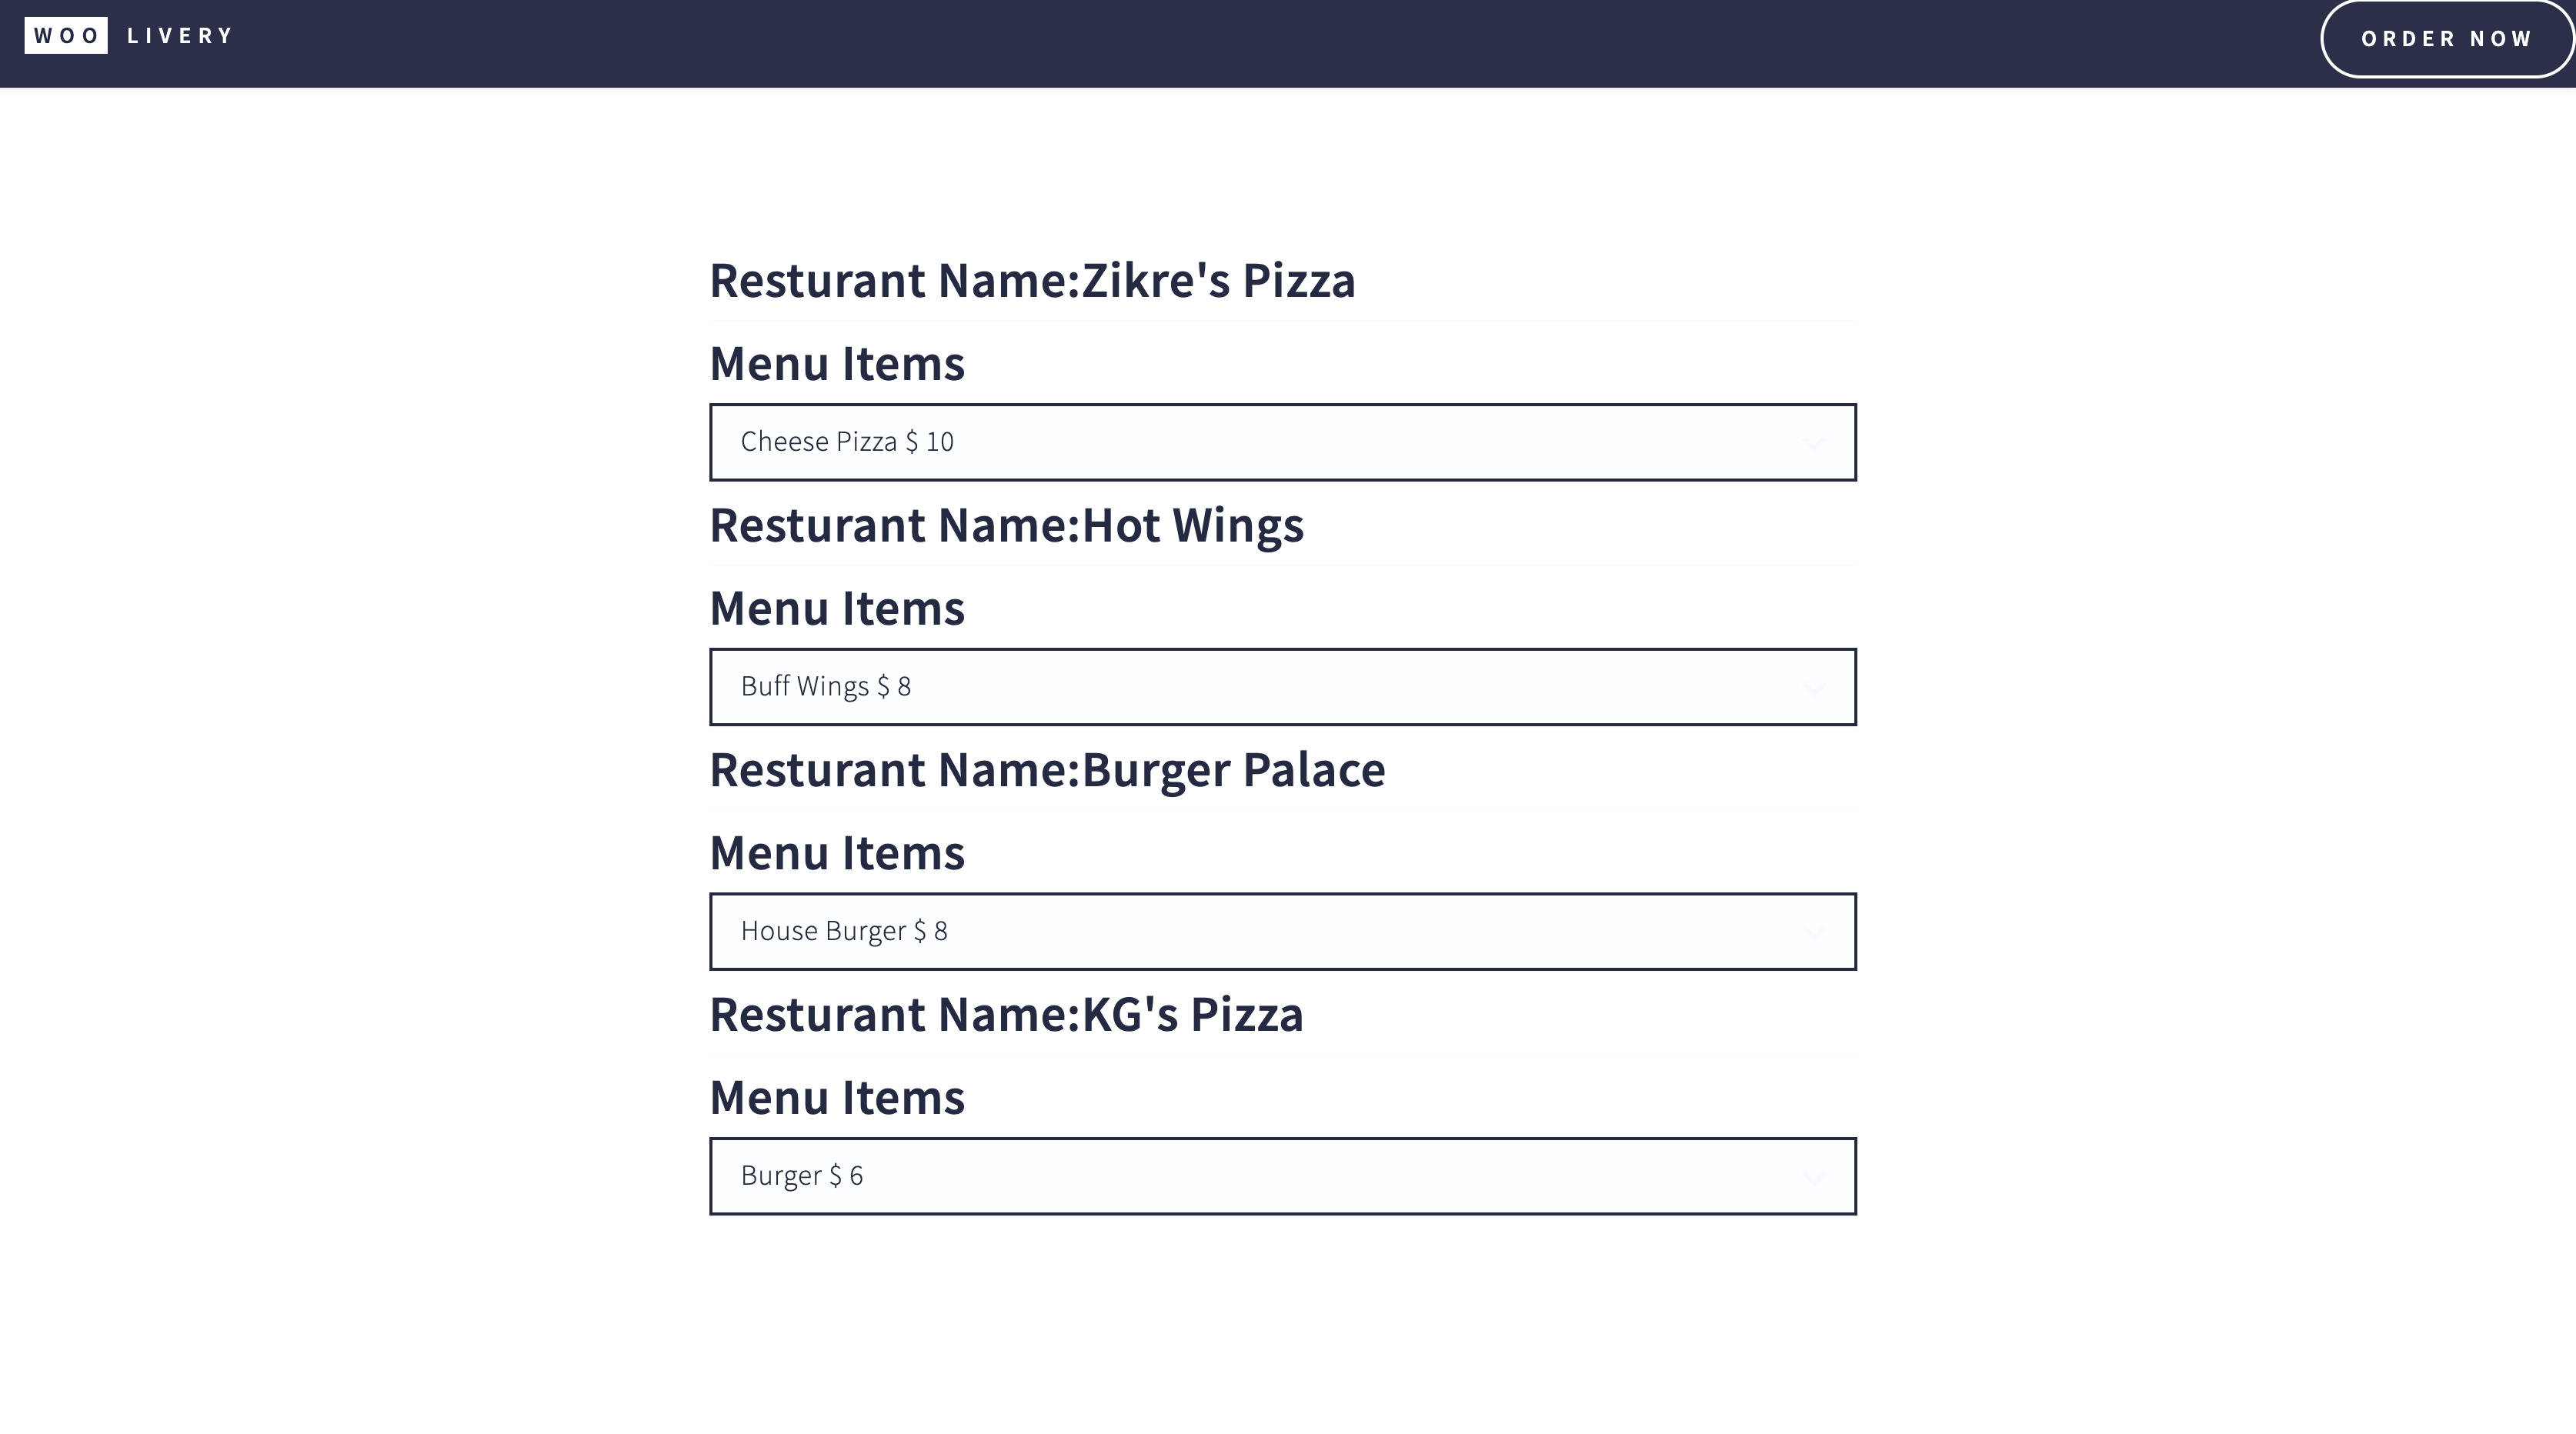 WOO LIVERY
ORDER NOW
Resturant Name:Zikre's Pizza
Menu Items
Cheese Pizza $ 10
Resturant Name:Hot Wings
Menu Items
Buff Wings $ 8
Resturant Name:Burger Palace
Menu Items
House Burger $ 8
Resturant Name:KG's Pizza
Menu Items
Burger $ 6